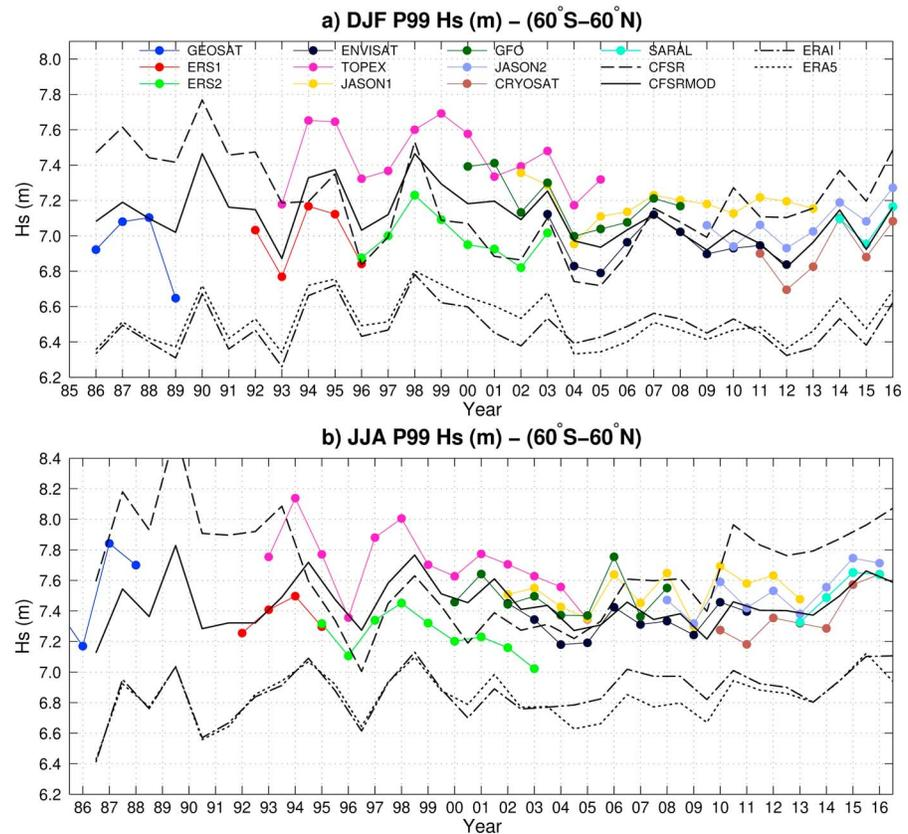 a) DJF P99 Hs (m) − (60°S−60°N)
GEOSAT ENVISAT GFO SARAL ERAI
ERS1 TOPEX JASON2 CFSR ERA5
ERS2 JASON1 CRYOSAT CFSRMOD
8.0
7.8
7.6
7.4
7.2
7.0
6.8
6.6
6.4
6.2
Hs (m)
85 86 87 88 89 90 91 92 93 94 95 96 97 98 99 00 01 02 03 04 05 06 07 08 09 10 11 12 13 14 15 16
Year
b) JJA P99 Hs (m) − (60°S−60°N)
8.4
8.2
8.0
7.8
7.6
7.4
7.2
7.0
6.8
6.6
6.4
6.2
Hs (m)
86 87 88 89 90 91 92 93 94 95 96 97 98 99 00 01 02 03 04 05 06 07 08 09 10 11 12 13 14 15 16
Year